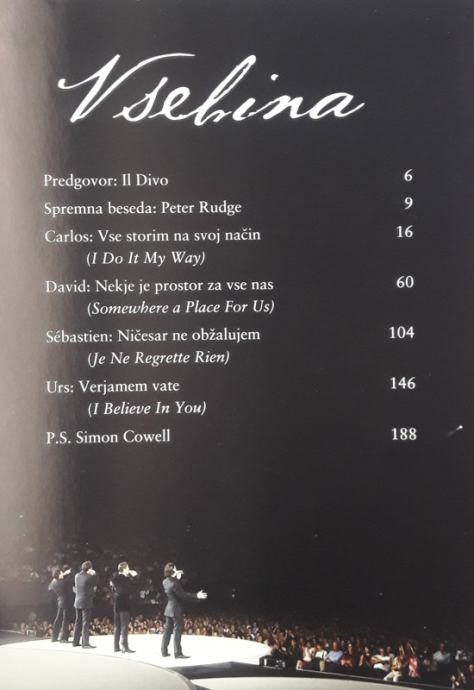 Vsebina
Predgovor: Il Divo 6
Spremna beseda: Peter Rudge 9
Carlos: Vse storim na svoj način 16
(I Do It My Way)
David: Nekje je prostor za vse nas 60
(Somewhere a Place For Us)
Sébastien: Ničesar ne obžalujem 104
(Je Ne Regrette Rien)
Urs: Verjamem vate 146
(I Believe In You)
P.S. Simon Cowell 188